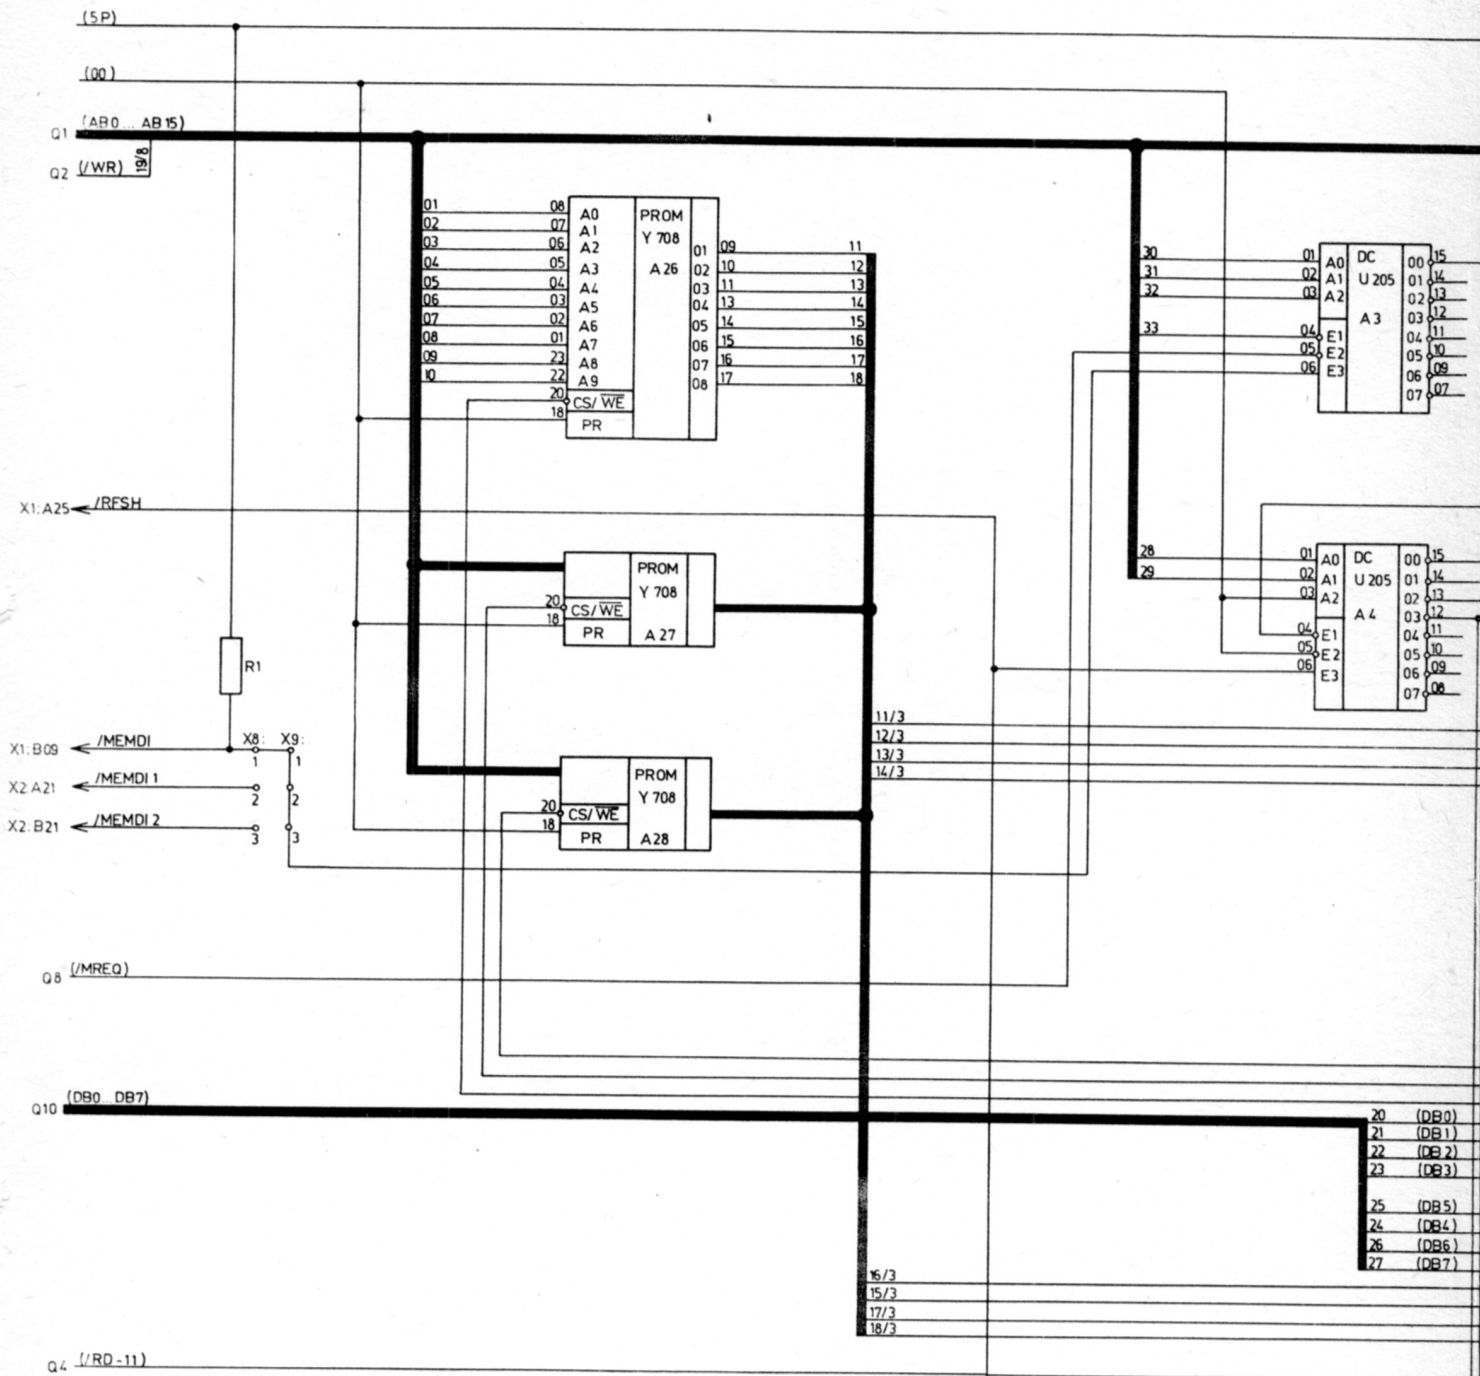 (5P)
(00)
Q1 (AB0...AB15)
Q2 (/WR) 19/8
01 08 A0
02 07 A1
03 06 A2
04 05 A3
05 04 A4
06 03 A5
07 02 A6
08 01 A7
09 23 A8
10 22 A9
20 CS/WE
18 PR
PROM
Y 708
A 26
01 09 11
02 10 12
03 11 13
04 13 14
05 14 15
06 15 16
07 16 17
08 17 18
30 01 A0
31 02 A1
32 03 A2
33 04 E1
05 E2
06 E3
DC
U 205
A 3
00 15
01 14
02 13
03 12
04 11
05 10
06 09
07 07
X1:A25 /RFSH
20 CS/WE
18 PR
PROM
Y 708
A 27
28 01 A0
29 02 A1
03 A2
04 E1
05 E2
06 E3
DC
U 205
A 4
00 15
01 14
02 13
03 12
04 11
05 10
06 09
07 08
R1
X1:B09 /MEMDI X8: X9:
1 1
X2:A21 /MEMDI 1
2 2
X2:B21 /MEMDI 2
3 3
20 CS/WE
18 PR
PROM
Y 708
A28
11/3
12/3
13/3
14/3
Q8 (/MREQ)
Q10 (DB0...DB7)
20 (DB0)
21 (DB1)
22 (DB2)
23 (DB3)
25 (DB5)
24 (DB4)
26 (DB6)
27 (DB7)
16/3
15/3
17/3
18/3
Q4 (/RD-11)